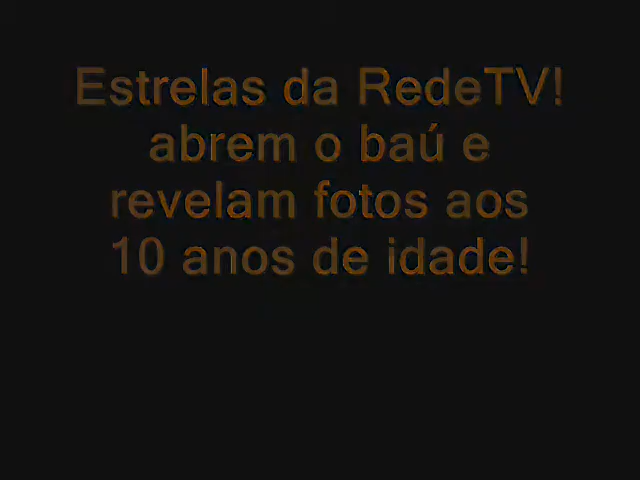 Estrelas da RedeTV!
abrem o baú e
revelam fotos aos
10 anos de idade!